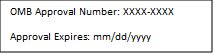 OMB Approval Number: XXXX-XXXX
Approval Expires: mm/dd/yyyy